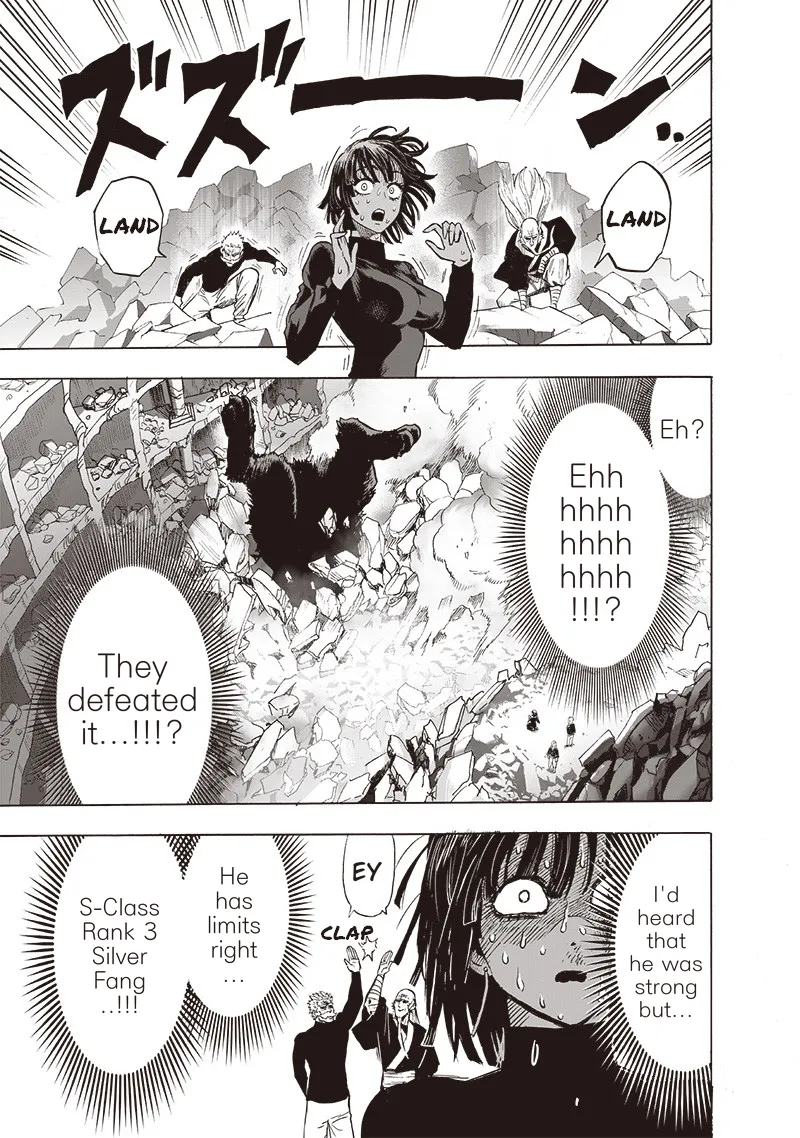 ズズーン..
LAND
LAND
Eh?
Ehh
hhhh
hhhh
hhhh
!!!?
They
defeated
it...!!!?
I'd
heard
that
he was
strong
but...
EY
CLAP
He
has
limits
right
...
S-Class
Rank 3
Silver
Fang
..!!!